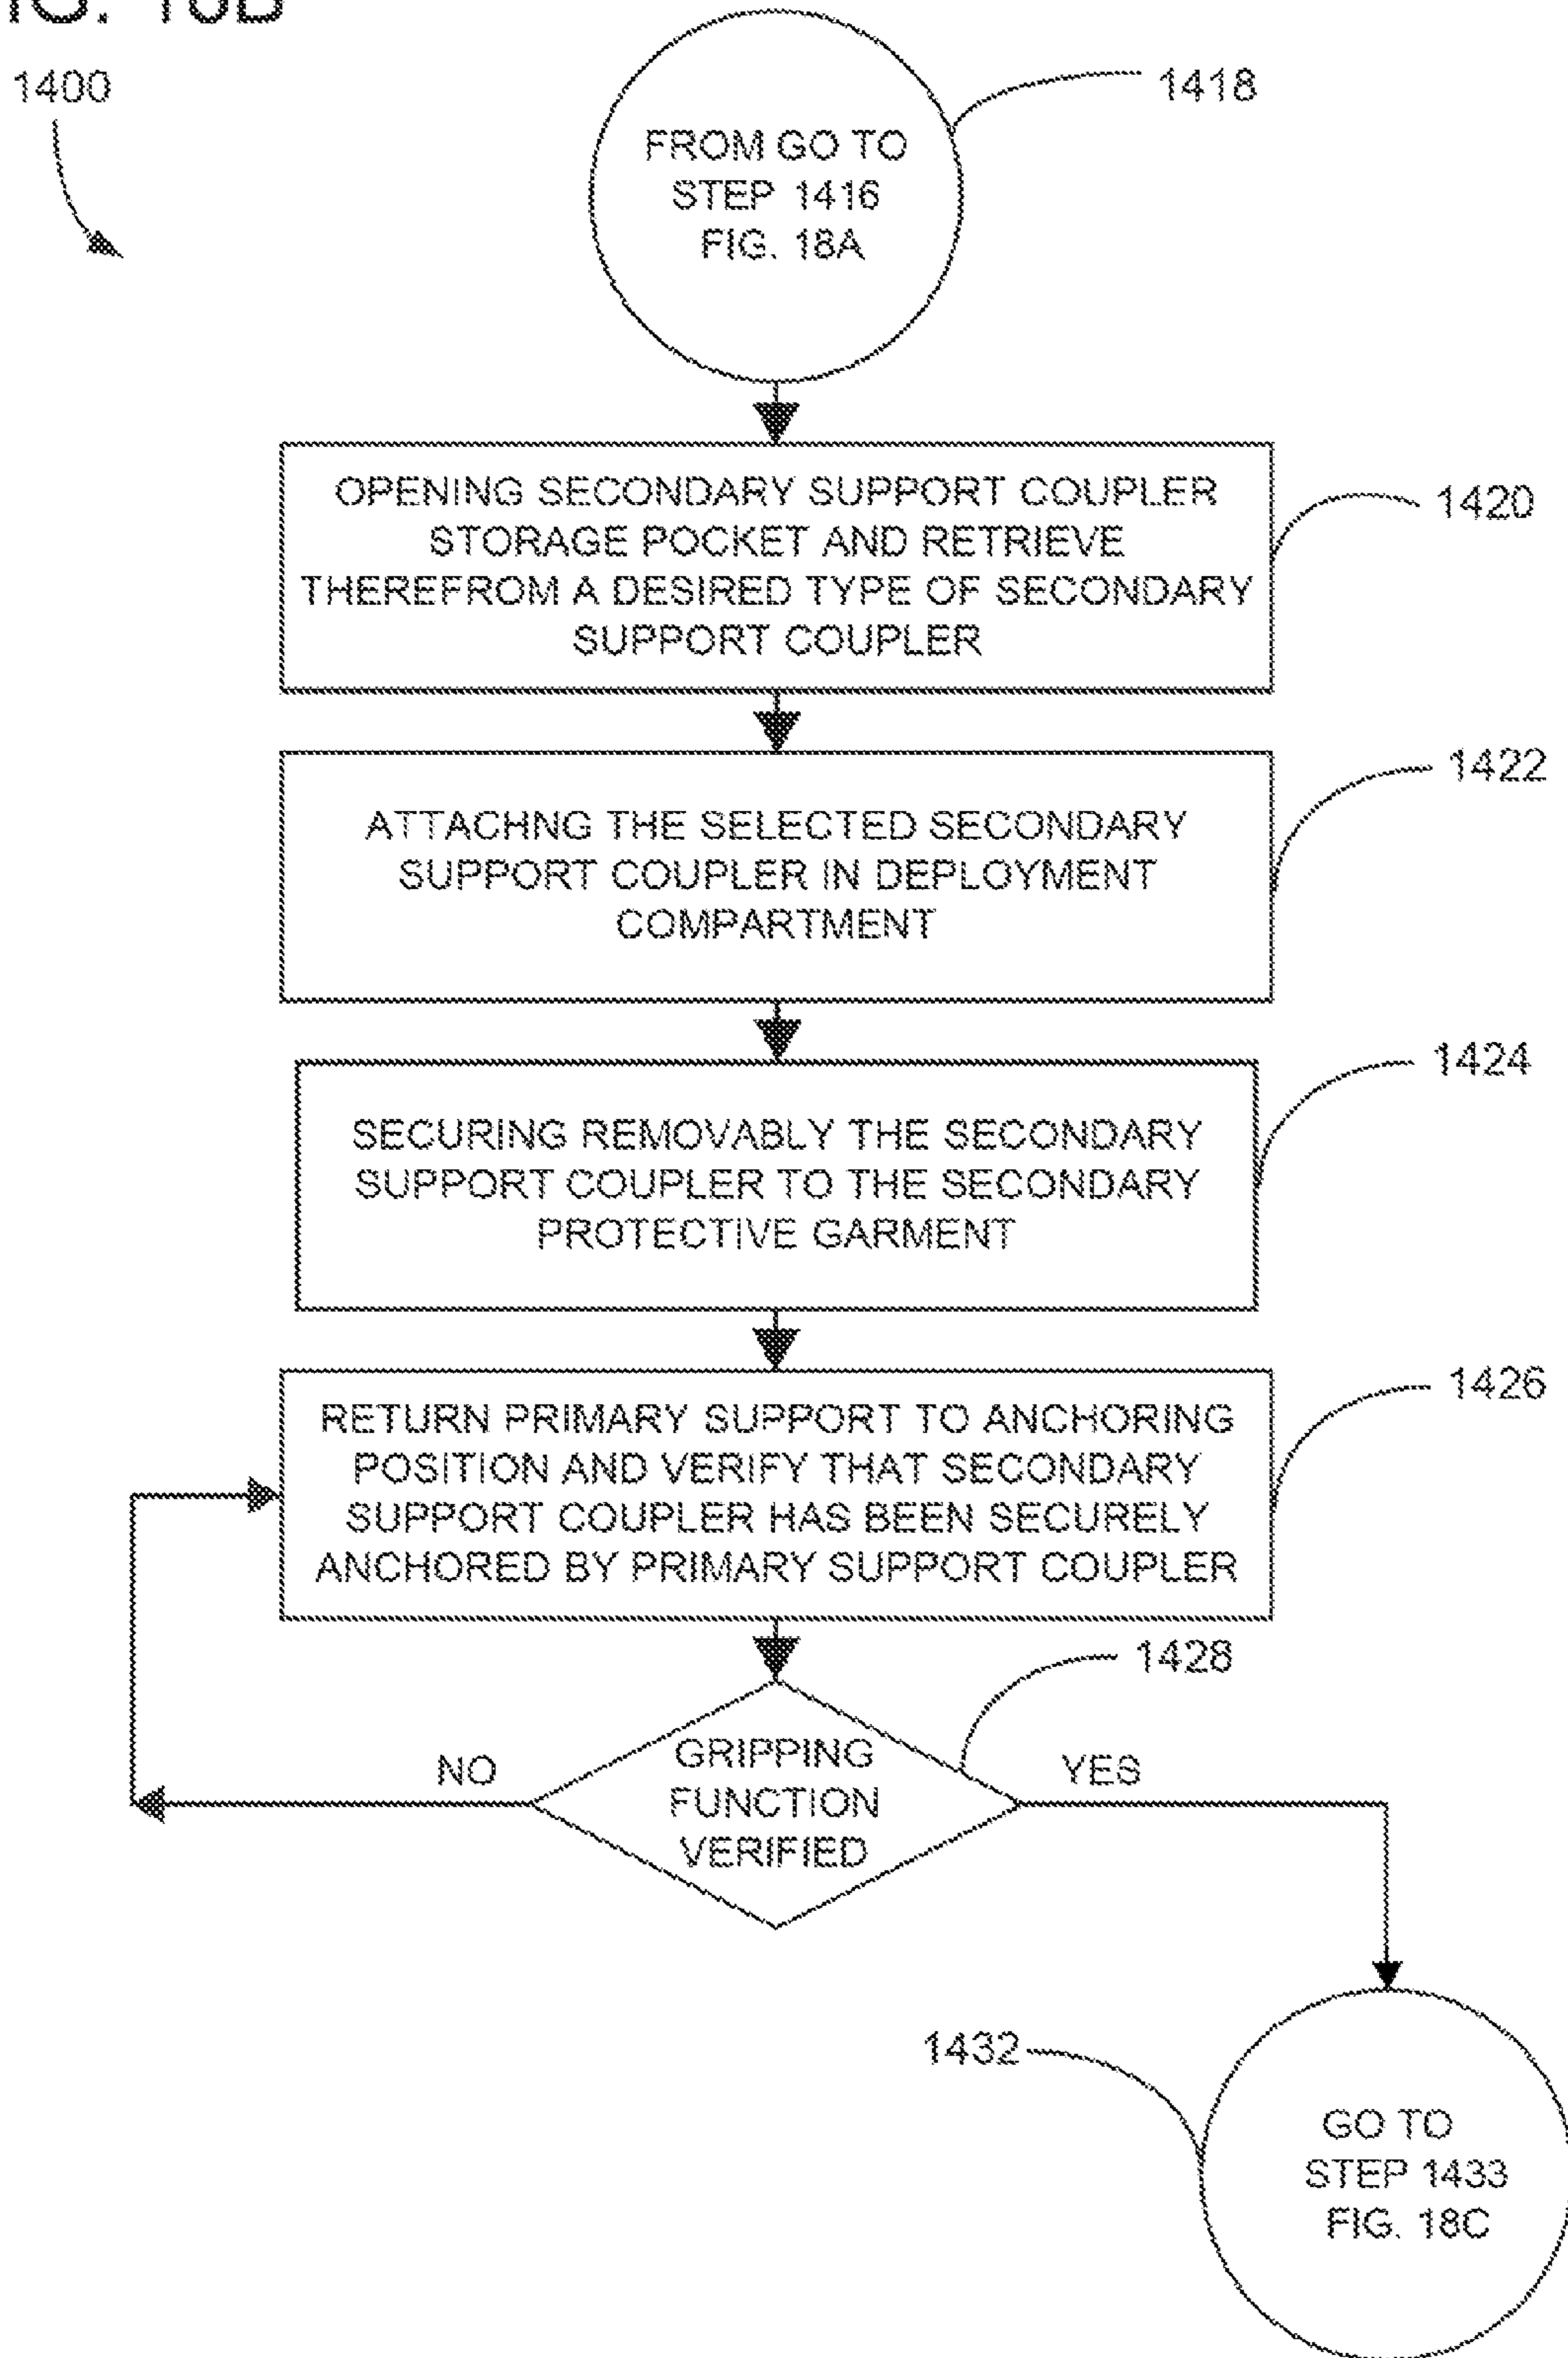 FIG. 18B
1400
1418
FROM GO TO
STEP 1416
FIG. 18A
OPENING SECONDARY SUPPORT COUPLER
STORAGE POCKET AND RETRIEVE
THEREFROM A DESIRED TYPE OF SECONDARY
SUPPORT COUPLER
1420
ATTACHNG THE SELECTED SECONDARY
SUPPORT COUPLER IN DEPLOYMENT
COMPARTMENT
1422
SECURING REMOVABLY THE SECONDARY
SUPPORT COUPLER TO THE SECONDARY
PROTECTIVE GARMENT
1424
RETURN PRIMARY SUPPORT TO ANCHORING
POSITION AND VERIFY THAT SECONDARY
SUPPORT COUPLER HAS BEEN SECURELY
ANCHORED BY PRIMARY SUPPORT COUPLER
1426
1428
GRIPPING
FUNCTION
VERIFIED
NO
YES
1432
GO TO
STEP 1433
FIG. 18C